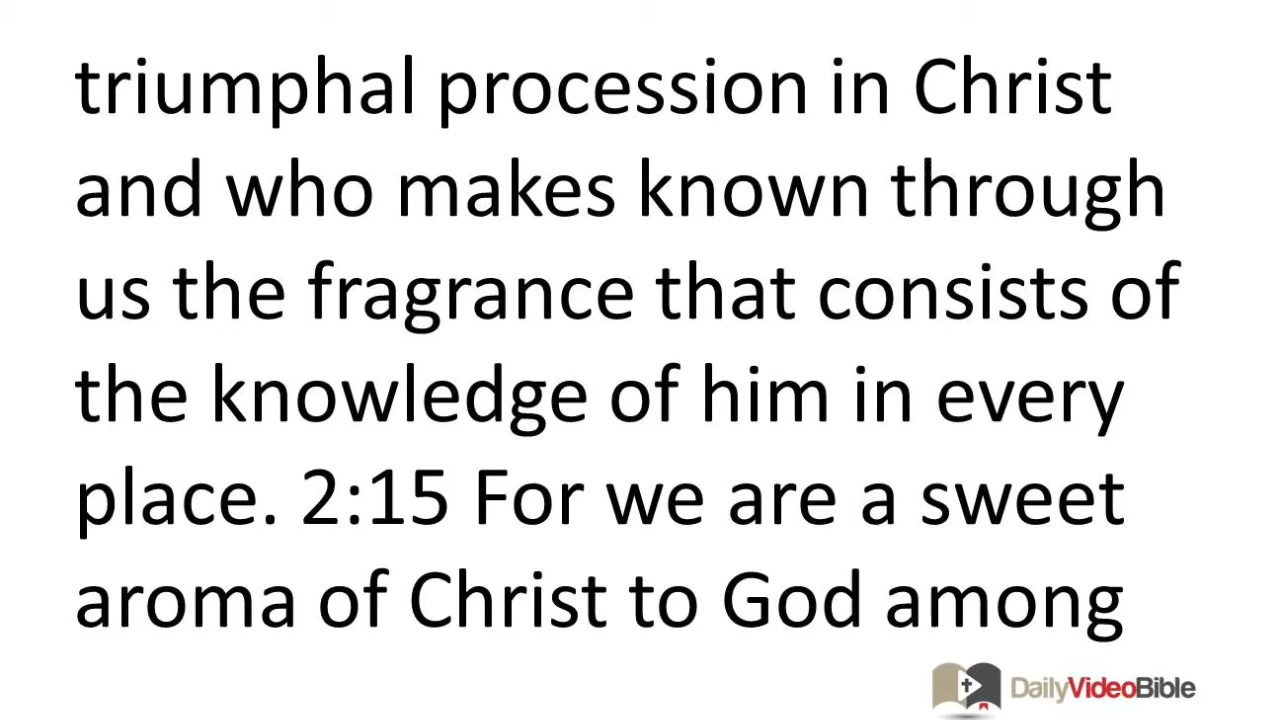 triumphal procession in Christ
and who makes known through
us the fragrance that consists of
the knowledge of him in every
place. 2:15 For we are a sweet
aroma of Christ to God among
DailyVideoBible